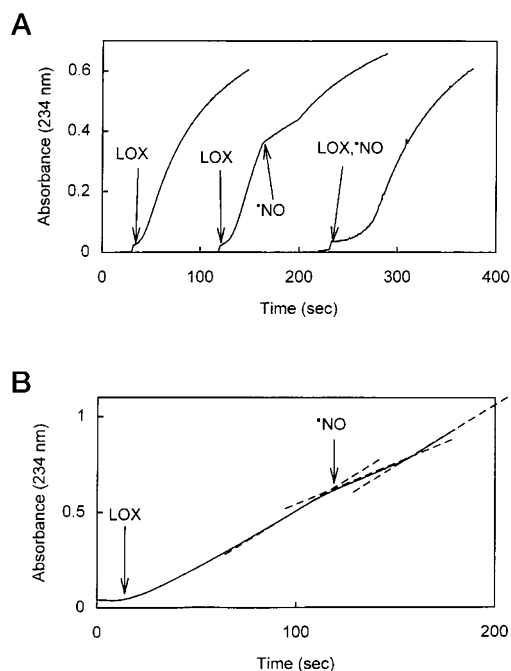 A
Absorbance (234 nm)
0.6
0.4
0.2
0
LOX
LOX
•NO
LOX,•NO
0 100 200 300 400
Time (sec)
B
Absorbance (234 nm)
1
0.5
0
LOX
•NO
0 100 200
Time (sec)